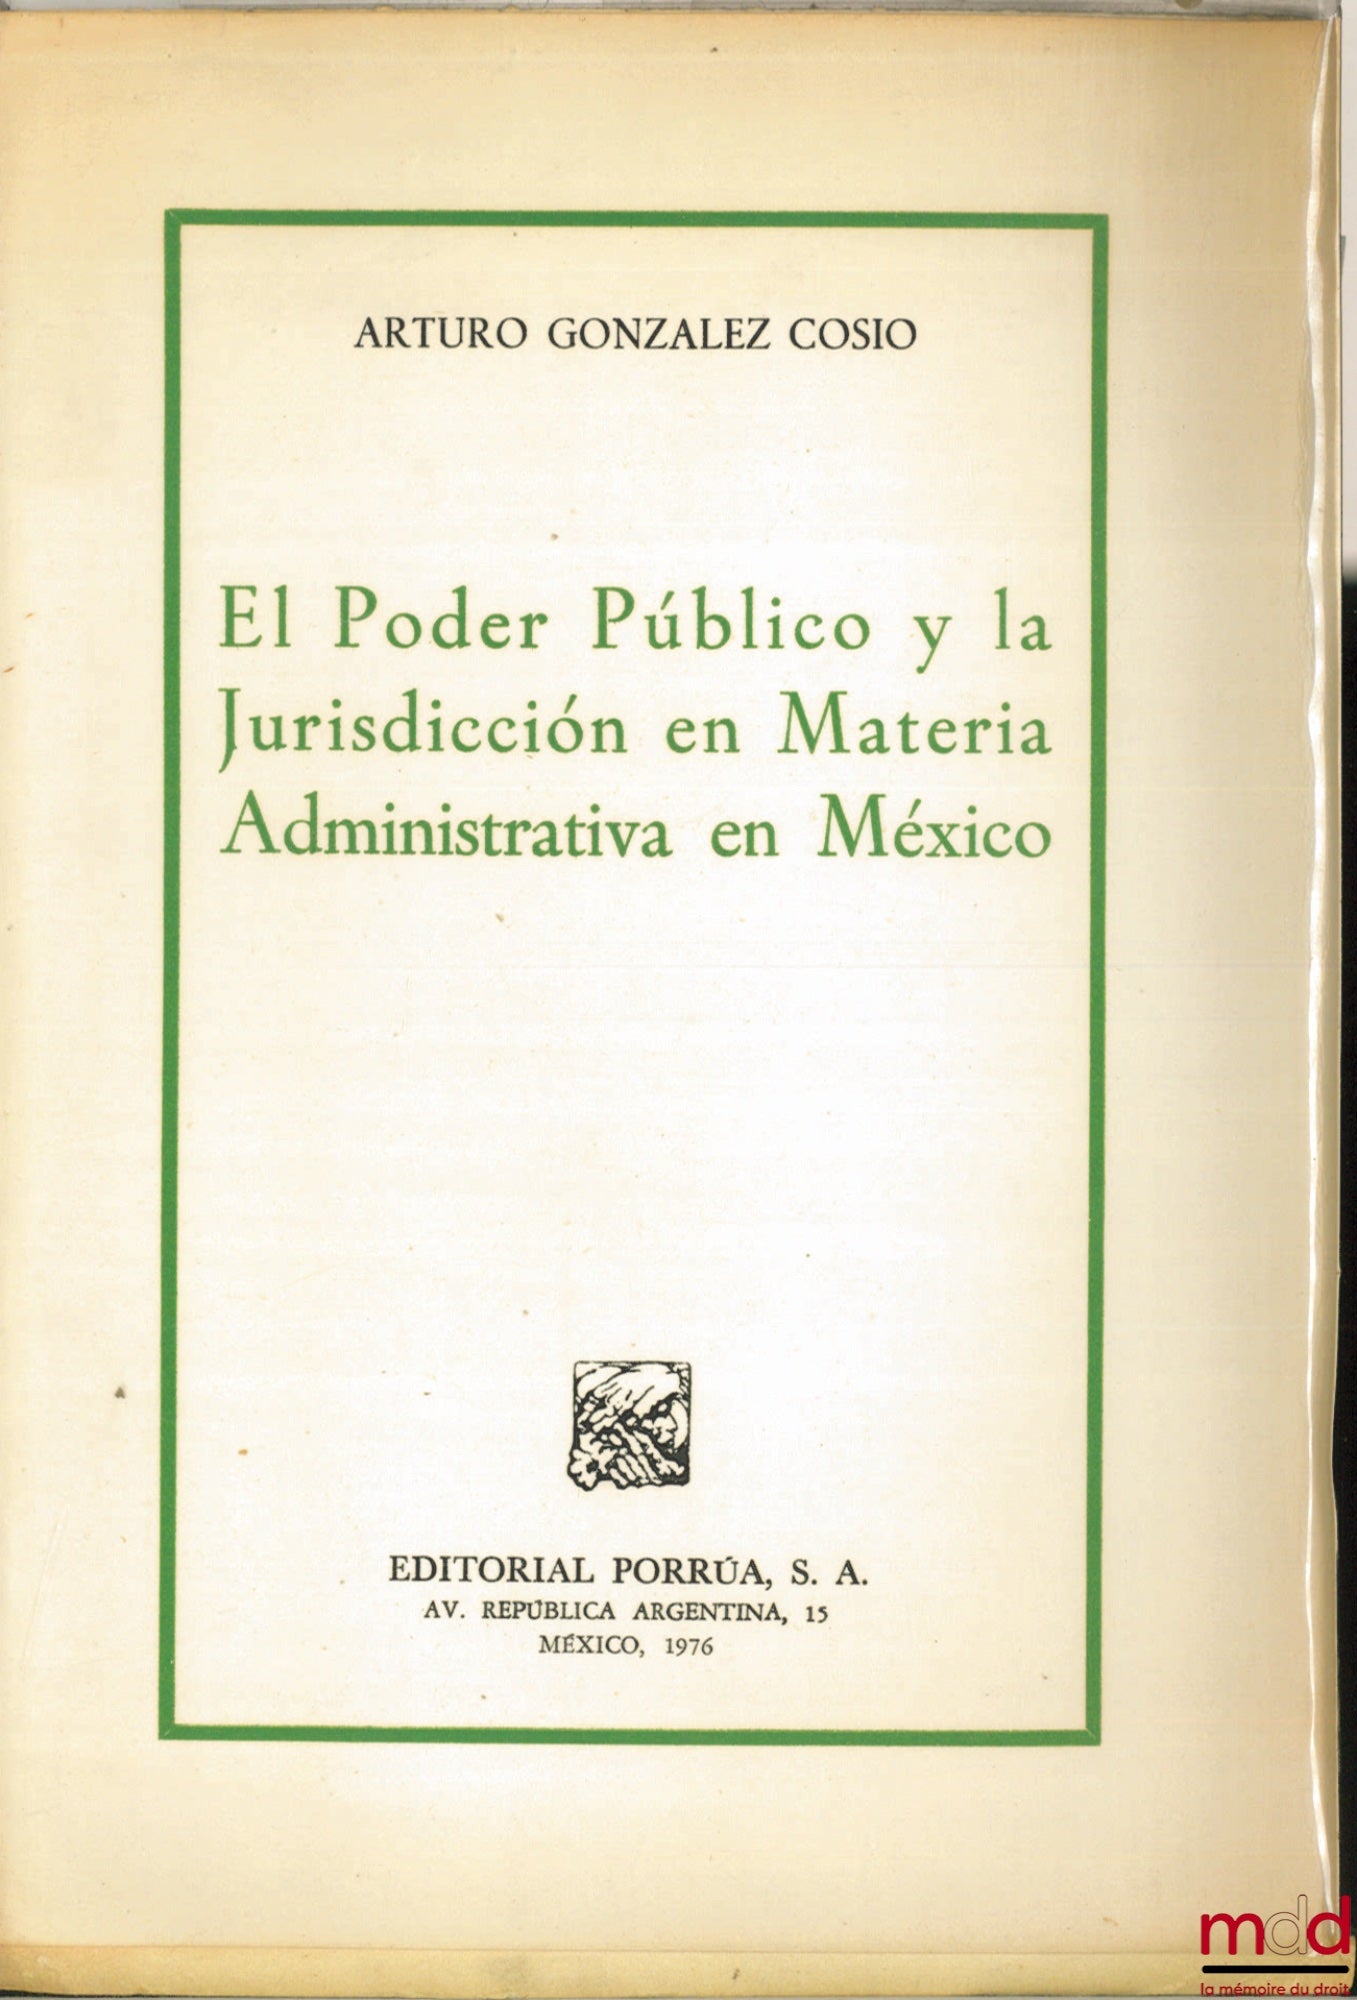 ARTURO GONZALEZ COSIO
El Poder Público y la
Jurisdicción en Materia
Administrativa en México
EDITORIAL PORRÚA, S. A.
AV. REPÚBLICA ARGENTINA, 15
MÉXICO, 1976
mdd
la mémoire du droit